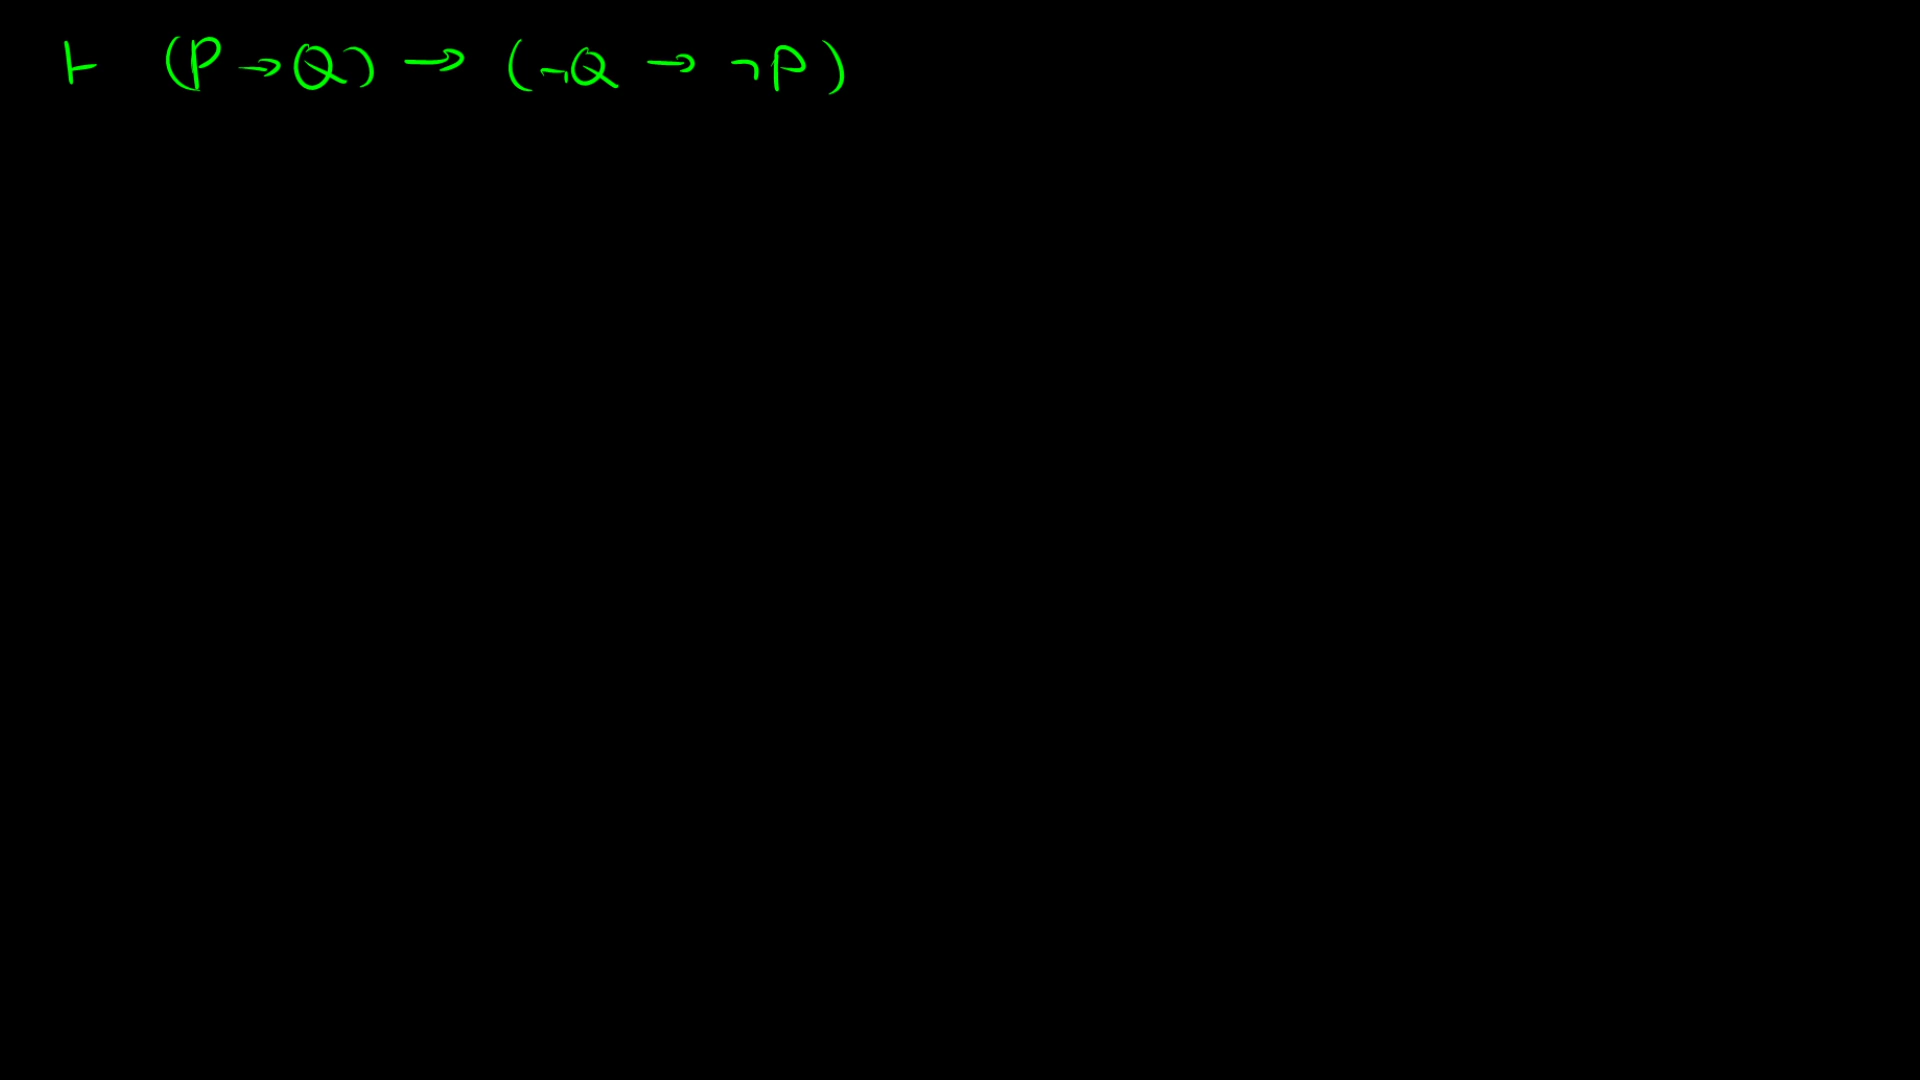 ⊢ (P → Q) → (¬Q → ¬P)